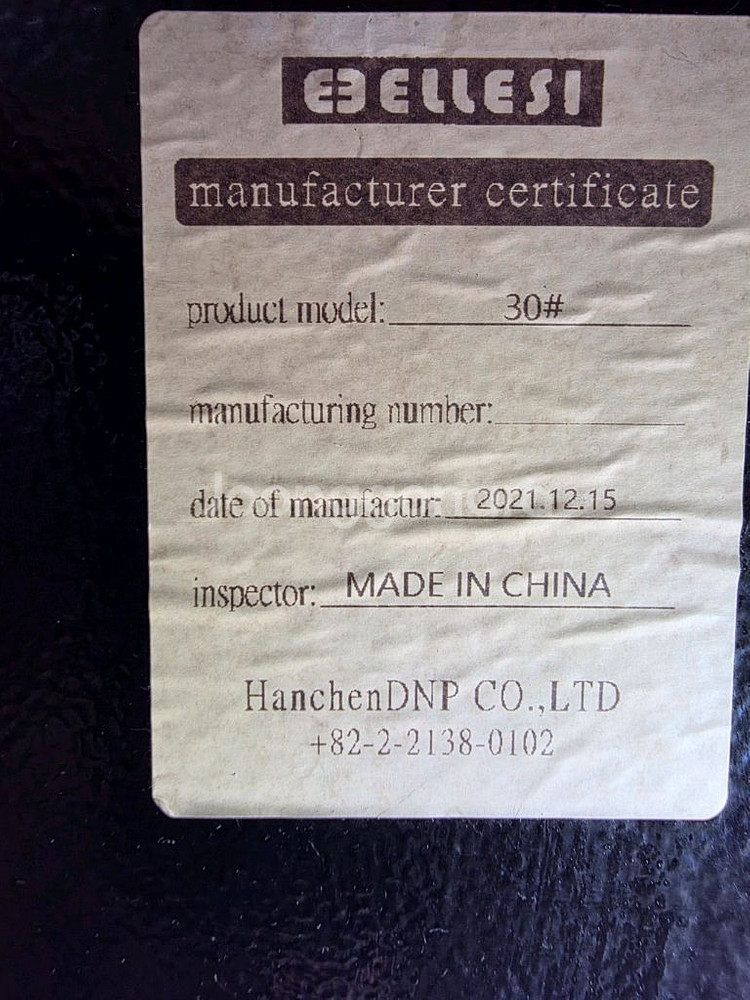 ELLESI
manufacturer certificate
product model: 30#
manufacturing number:
date of manufactur: 2021.12.15
inspector: MADE IN CHINA
HanchenDNP CO.,LTD
+82-2-2138-0102